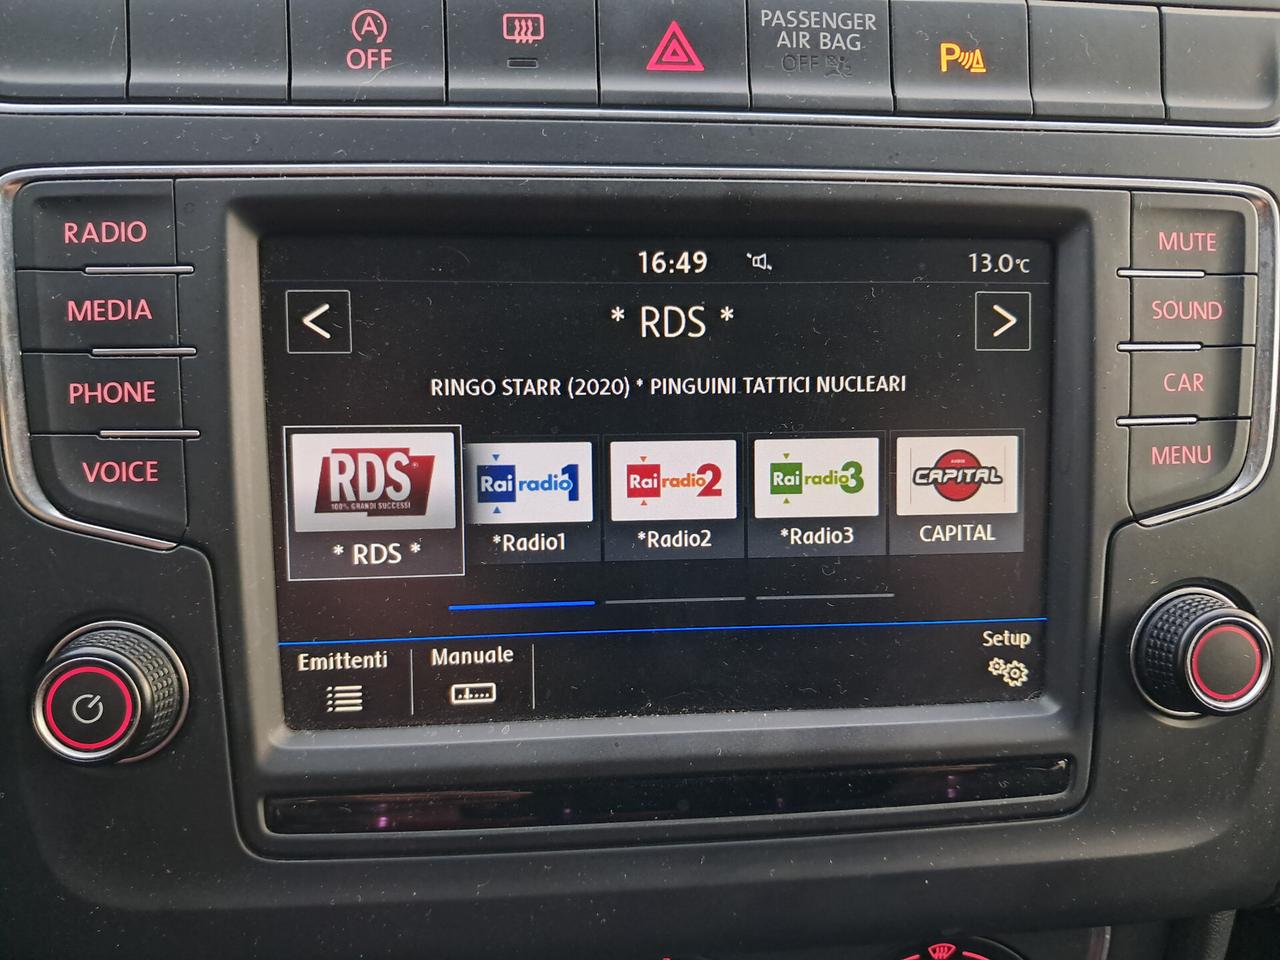 A
OFF
PASSENGER
AIR BAG
OFF
P
RADIO
MEDIA
PHONE
VOICE
16:49
13.0°C
<
* RDS *
>
RINGO STARR (2020) * PINGUINI TATTICI NUCLEARI
RDS
100% GRANDI SUCCESSI
* RDS *
Rai radio1
*Radio1
Rai radio2
*Radio2
Rai radio3
*Radio3
RADIO
CAPITAL
CAPITAL
Emittenti
Manuale
Setup
MUTE
SOUND
CAR
MENU